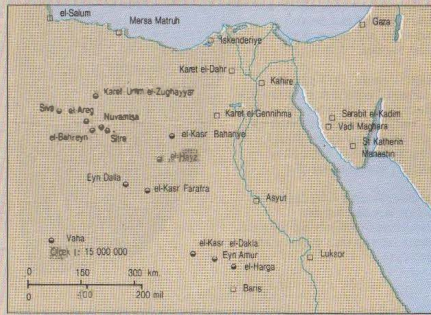 el-Salum
Mersa Matruh
Gaza
Iskenderiye
Karet el-Dahr
Kahire
Karet Umm el-Zughayyar
Siva
el-Areg
Nuvamisa
Karet el-Gennihma
Serabit el-Kadim
Vadi Maghara
el-Bahreyn
Sitra
el-Kasr Bahariye
St Katherin
Manastırı
Eyn Dalla
el-Kasr Faratra
Asyut
Vaha
Ölçek 1: 15 000 000
el-Kasr el-Dakla
Eyn Amur
Luksor
el-Harga
0 150 300 km.
Baris
0 100 200 mil